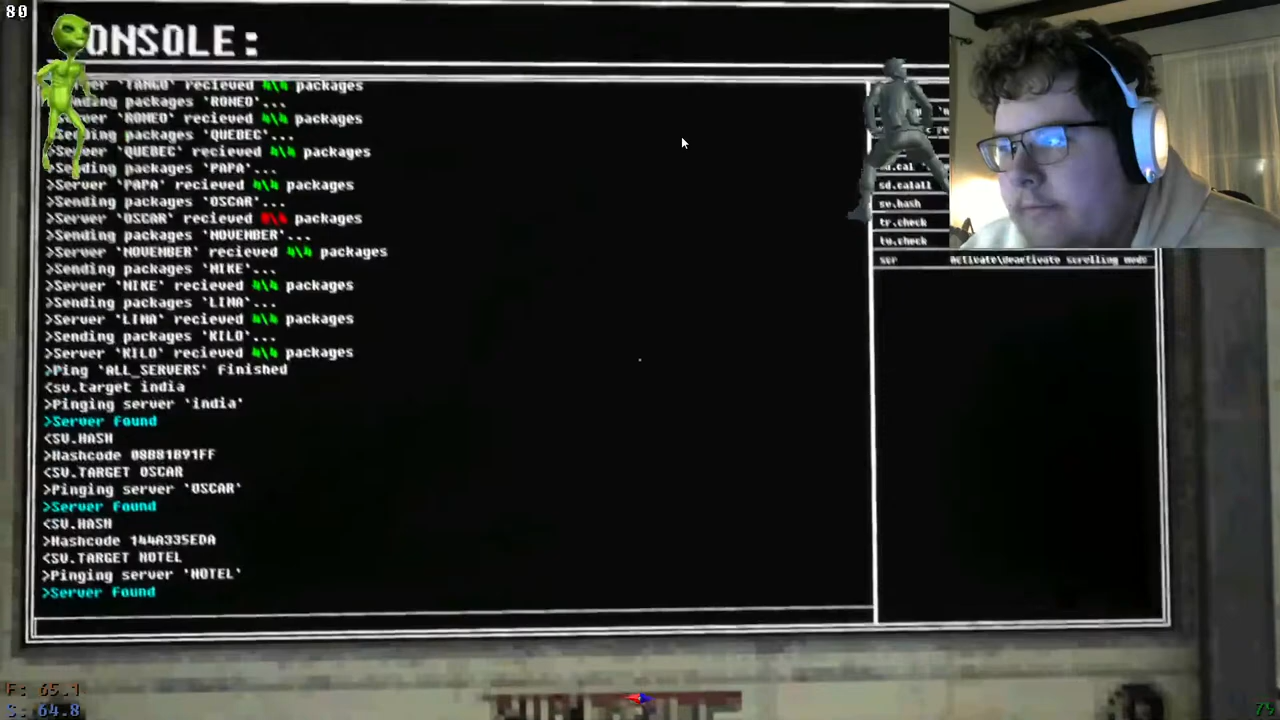 80
ONSOLE:
'TANGO' recieved 4\4 packages
packages 'ROMEO'...
'ROMEO' recieved 4\4 packages
packages 'QUEBEC'...
'QUEBEC' recieved 4\4 packages
packages 'PAPA'...
>Server 'PAPA' recieved 4\4 packages
>Sending packages 'OSCAR'...
>Server 'OSCAR' recieved 0\4 packages
>Sending packages 'NOVEMBER'...
>Server 'NOVEMBER' recieved 4\4 packages
>Sending packages 'MIKE'...
>Server 'MIKE' recieved 4\4 packages
>Sending packages 'LIMA'...
>Server 'LIMA' recieved 4\4 packages
>Sending packages 'KILO'...
>Server 'KILO' recieved 4\4 packages
>Ping 'ALL_SERVERS' finished
<sv.target india
>Pinging server 'india'
>Server Found
<SV.HASH
>Hashcode 08B81B91FF
<SV.TARGET OSCAR
>Pinging server 'OSCAR'
>Server Found
<SV.HASH
>Hashcode 144A335EDA
<SV.TARGET HOTEL
>Pinging server 'HOTEL'
>Server Found
sv.hash
tr.check
tw.check
scr Activate\deactivate scrolling mode
F: 65.1
S: 64.8